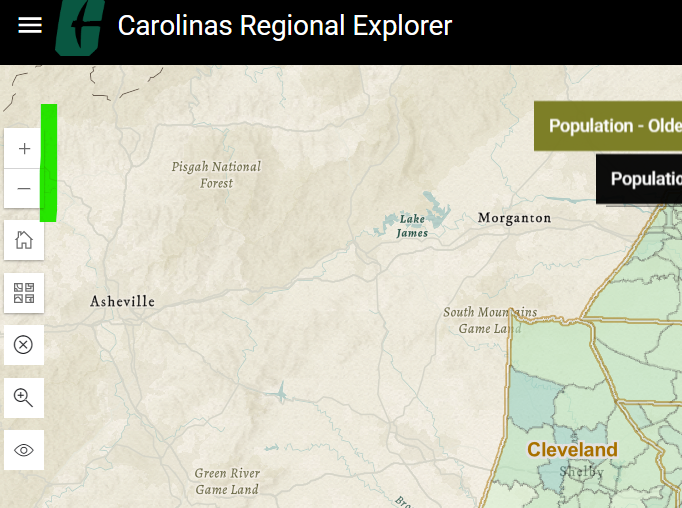 Carolinas Regional Explorer
Population - Olde
Populatio
Pisgah National
Forest
Lake
James
Morganton
Asheville
South Mountains
Game Land
Cleveland
Shelby
Green River
Game Land
Bro